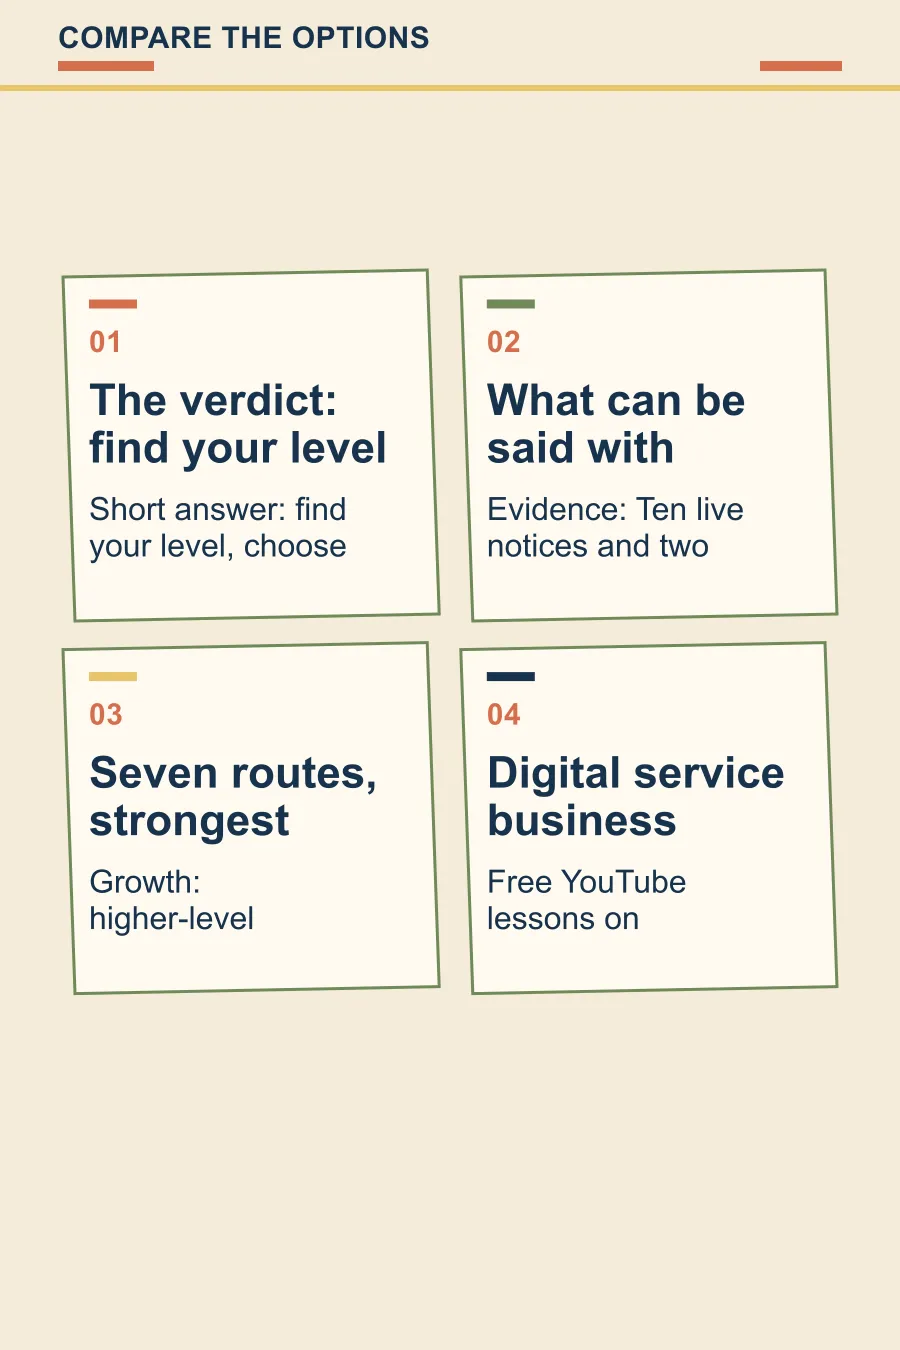 COMPARE THE OPTIONS
01
The verdict:
find your level
Short answer: find
your level, choose
02
What can be
said with
Evidence: Ten live
notices and two
03
Seven routes,
strongest
Growth:
higher-level
04
Digital service
business
Free YouTube
lessons on